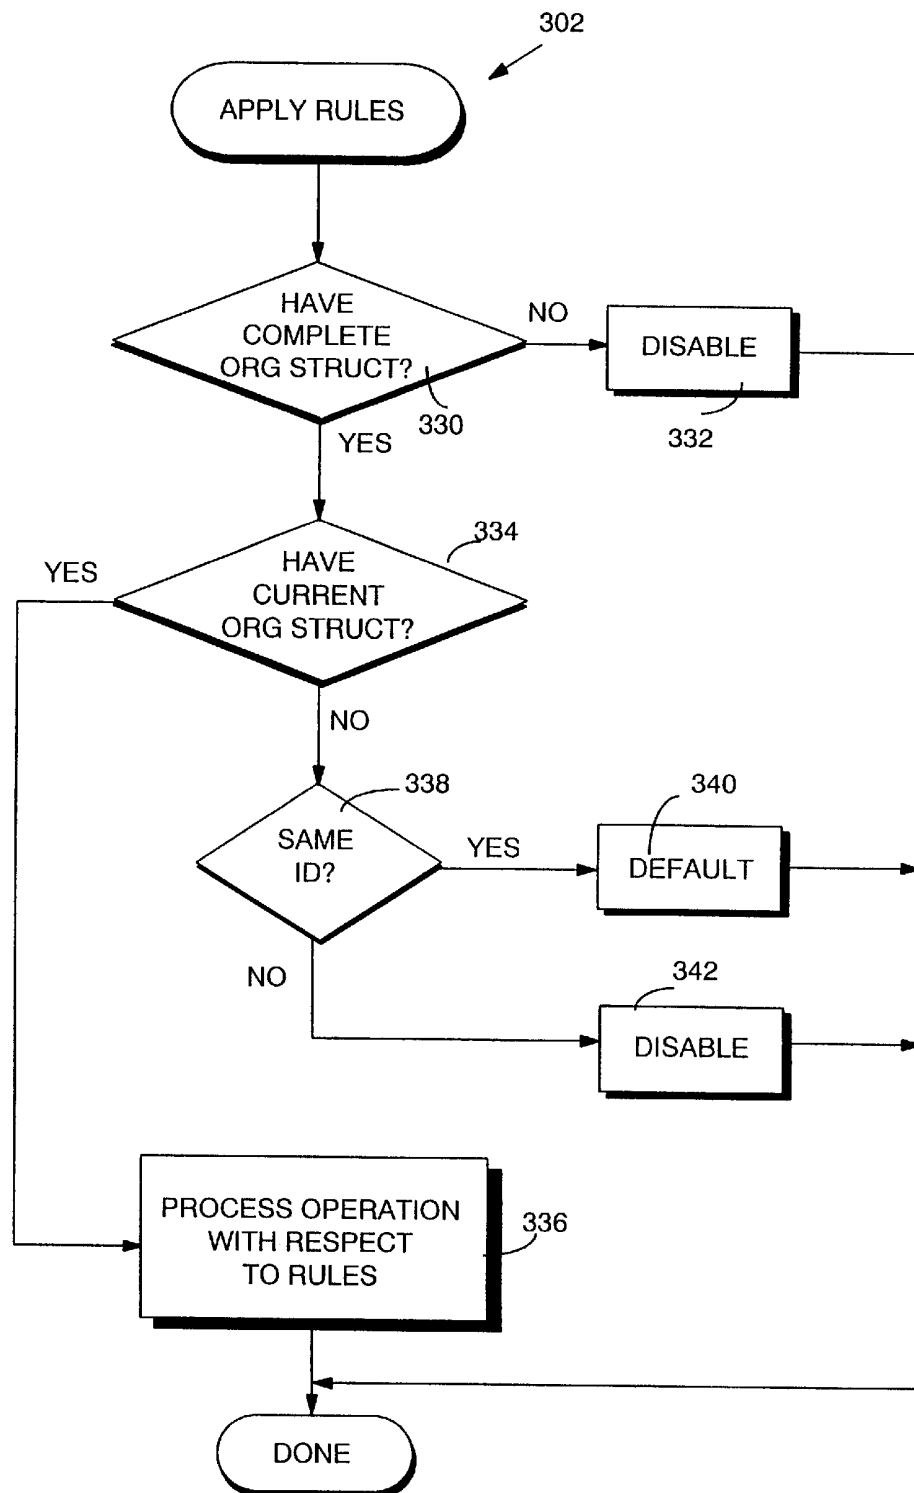 302
APPLY RULES
HAVE
COMPLETE
ORG STRUCT?
330
NO
DISABLE
332
YES
334
HAVE
CURRENT
ORG STRUCT?
YES
NO
338
SAME
ID?
YES
340
DEFAULT
NO
342
DISABLE
PROCESS OPERATION
WITH RESPECT
TO RULES
336
DONE